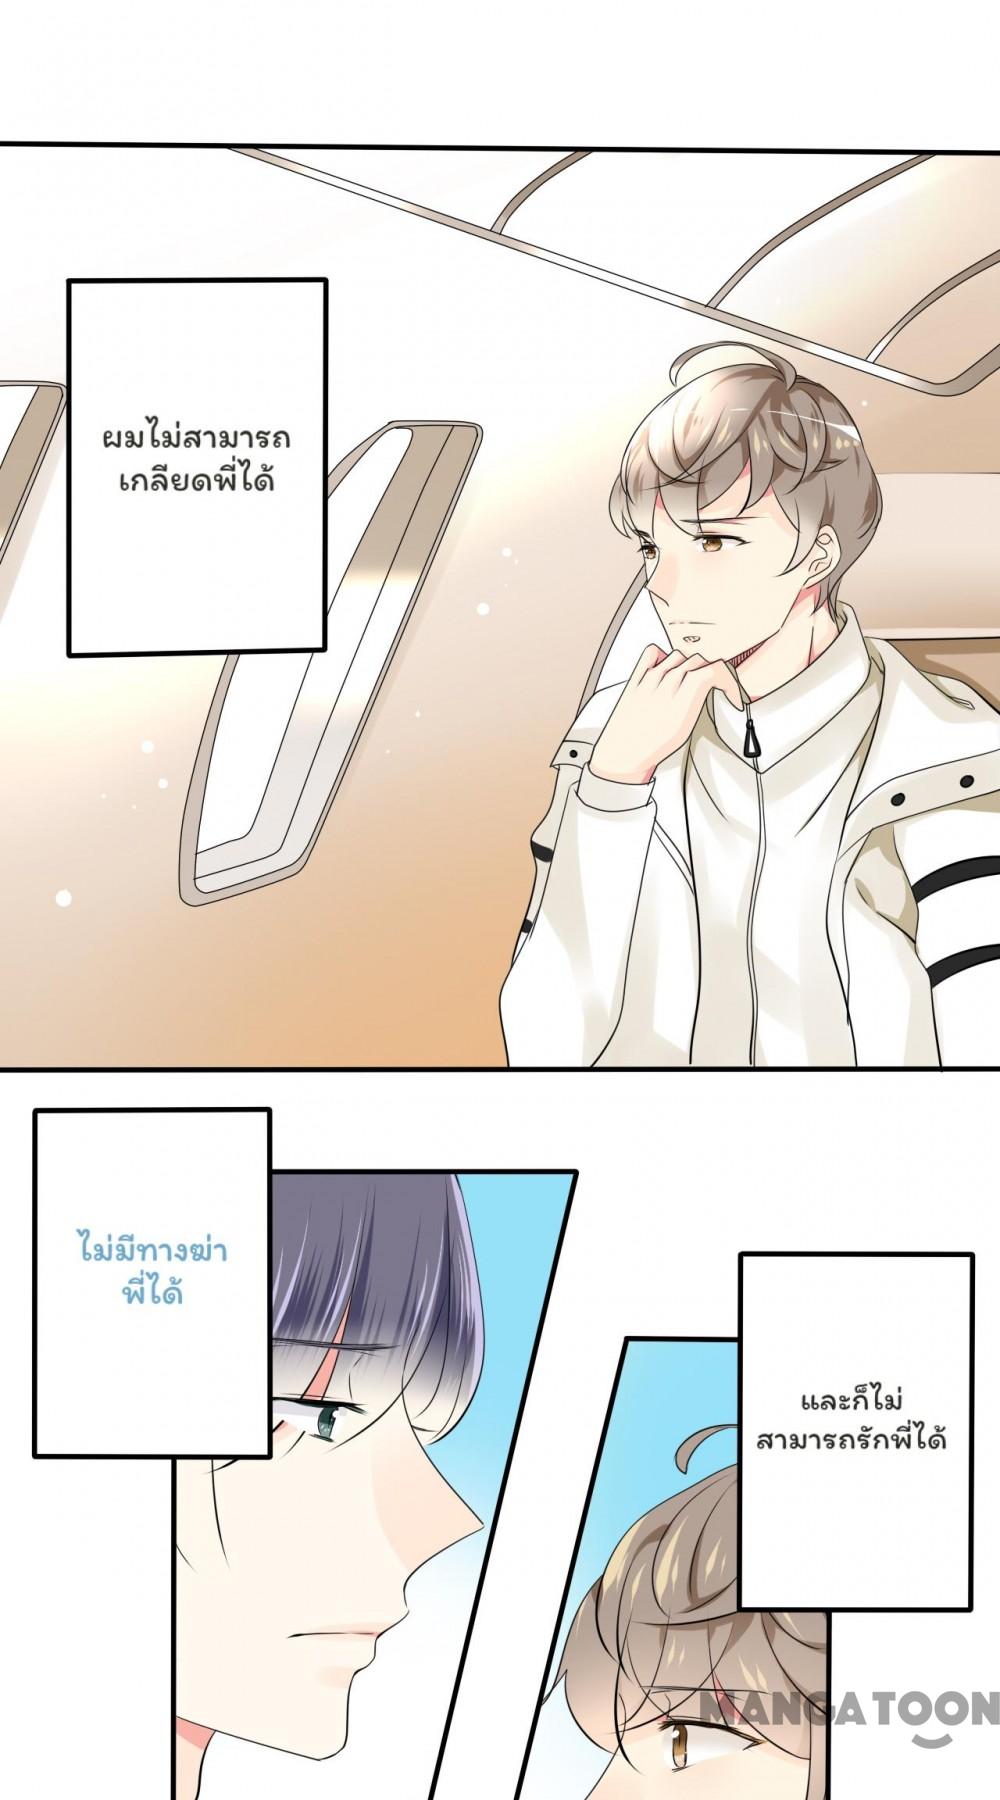 ผมไม่สามารถ
เกลียดพี่ได้
ไม่มีทางฆ่า
พี่ได้
และก็ไม่
สามารถรักพี่ได้
MANGATOON